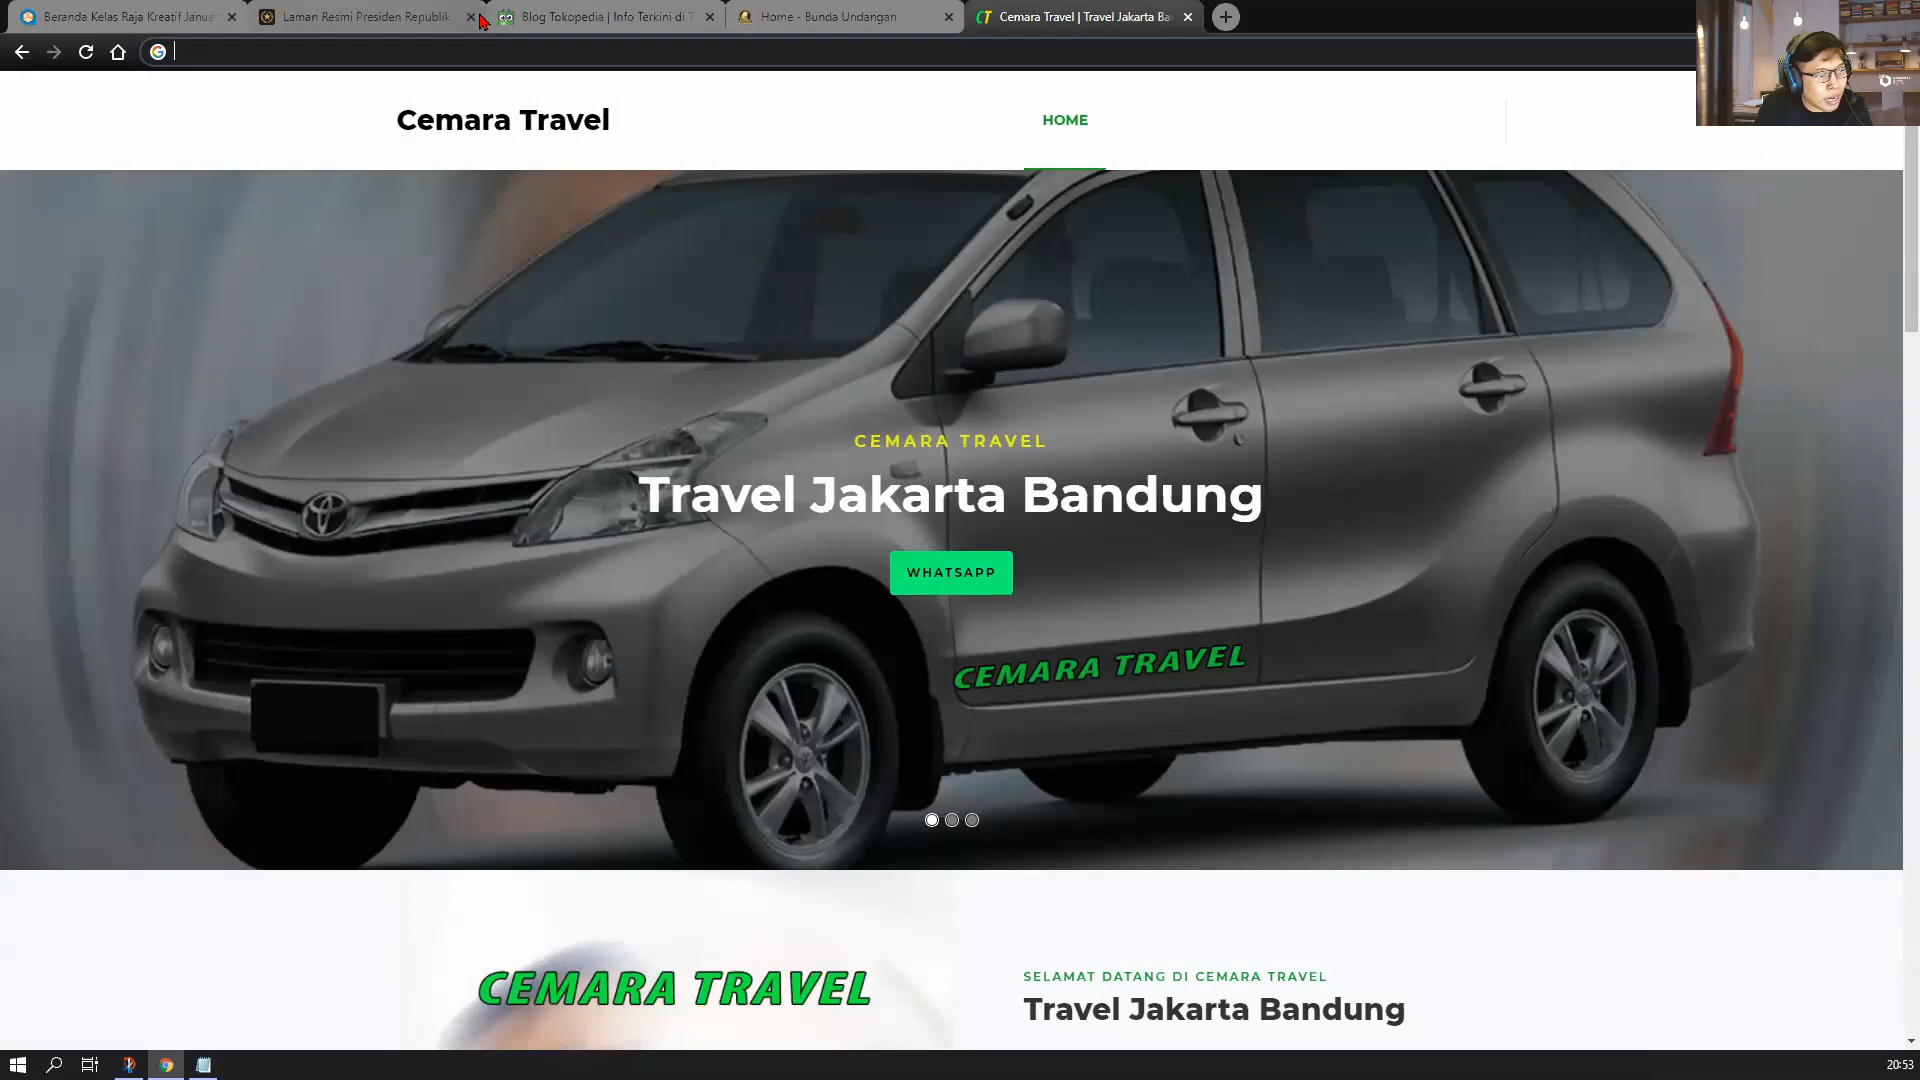 Beranda Kelas Raja Kreatif Janua
Laman Resmi Presiden Republik
Blog Tokopedia | Info Terkini di T
Home - Bunda Undangan
CT
Cemara Travel | Travel Jakarta Ba
Cemara Travel
HOME
CEMARA TRAVEL
Travel Jakarta Bandung
WHATSAPP
CEMARA TRAVEL
CEMARA TRAVEL
SELAMAT DATANG DI CEMARA TRAVEL
Travel Jakarta Bandung
20:53